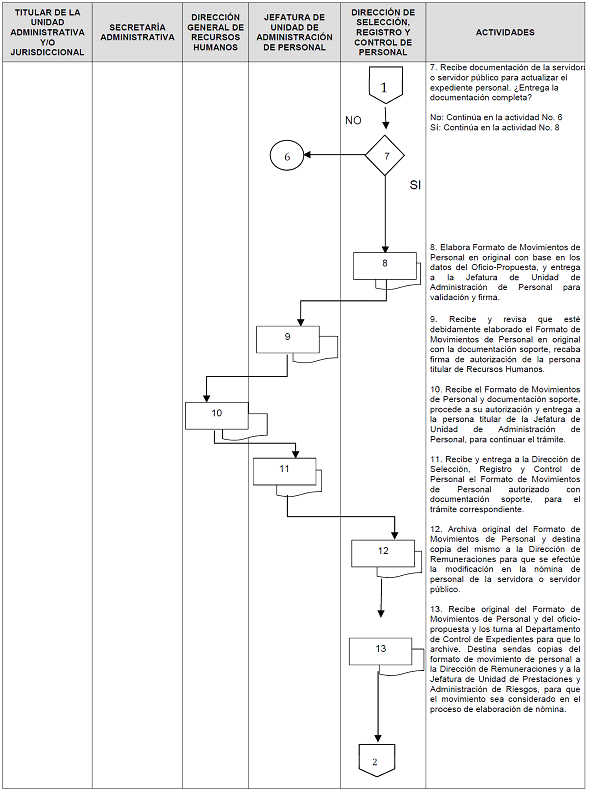 TITULAR DE LA
UNIDAD
ADMINISTRATIVA
Y/O
JURISDICCIONAL
SECRETARÍA
ADMINISTRATIVA
DIRECCIÓN
GENERAL DE
RECURSOS
HUMANOS
JEFATURA DE
UNIDAD DE
ADMINISTRACIÓN
DE PERSONAL
DIRECCIÓN DE
SELECCIÓN,
REGISTRO Y
CONTROL DE
PERSONAL
ACTIVIDADES
1
NO
7
6
SI
8
9
10
11
12
13
2
7. Recibe documentación de la servidora
o servidor público para actualizar el
expediente personal. ¿Entrega la
documentación completa?
No: Continúa en la actividad No. 6
Sí: Continúa en la actividad No. 8
8. Elabora Formato de Movimientos de
Personal en original con base en los
datos del Oficio-Propuesta, y entrega
a la Jefatura de Unidad de
Administración de Personal para
validación y firma.
9. Recibe y revisa que esté
debidamente elaborado el Formato de
Movimientos de Personal en original
con la documentación soporte, recaba
firma de autorización de la persona
titular de Recursos Humanos.
10. Recibe el Formato de Movimientos
de Personal y documentación soporte,
procede a su autorización y entrega a
la persona titular de la Jefatura de
Unidad de Administración de
Personal, para continuar el trámite.
11. Recibe y entrega a la Dirección de
Selección, Registro y Control de
Personal el Formato de Movimientos
de Personal autorizado con
documentación soporte, para el
trámite correspondiente.
12. Archiva original del Formato de
Movimientos de Personal y destina
copia del mismo a la Dirección de
Remuneraciones para que se efectúe
la modificación en la nómina de
personal de la servidora o servidor
público.
13. Recibe original del Formato de
Movimientos de Personal y del oficio-
propuesta y los turna al Departamento
de Control de Expedientes para que lo
archive. Destina sendas copias del
formato de movimiento de personal a
la Dirección de Remuneraciones y a la
Jefatura de Unidad de Prestaciones y
Administración de Riesgos, para que
el movimiento sea considerado en el
proceso de elaboración de nómina.